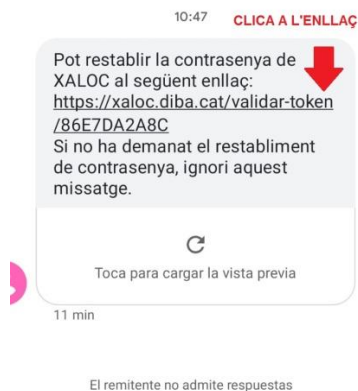 10:47 CLICA A L'ENLLAÇ
Pot restablir la contrasenya de
XALOC al següent enllaç:
https://xaloc.diba.cat/validar-token
/86E7DA2A8C
Si no ha demanat el restabliment
de contrasenya, ignori aquest
missatge.
Toca para cargar la vista previa
11 min
El remitente no admite respuestas